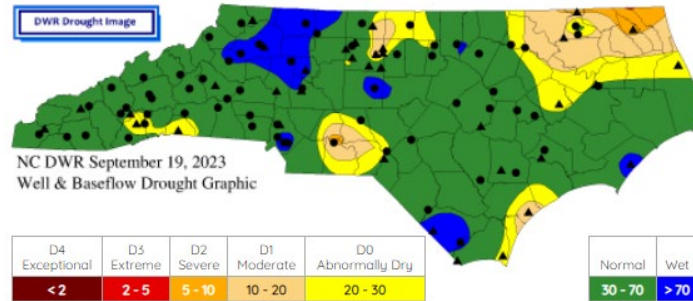 DWR Drought Image
NC DWR September 19, 2023
Well & Baseflow Drought Graphic
D4 D3 D2 D1 D0
Exceptional Extreme Severe Moderate Abnormally Dry Normal Wet
<2 2 - 5 5 - 10 10 - 20 20 - 30 30 - 70 >70